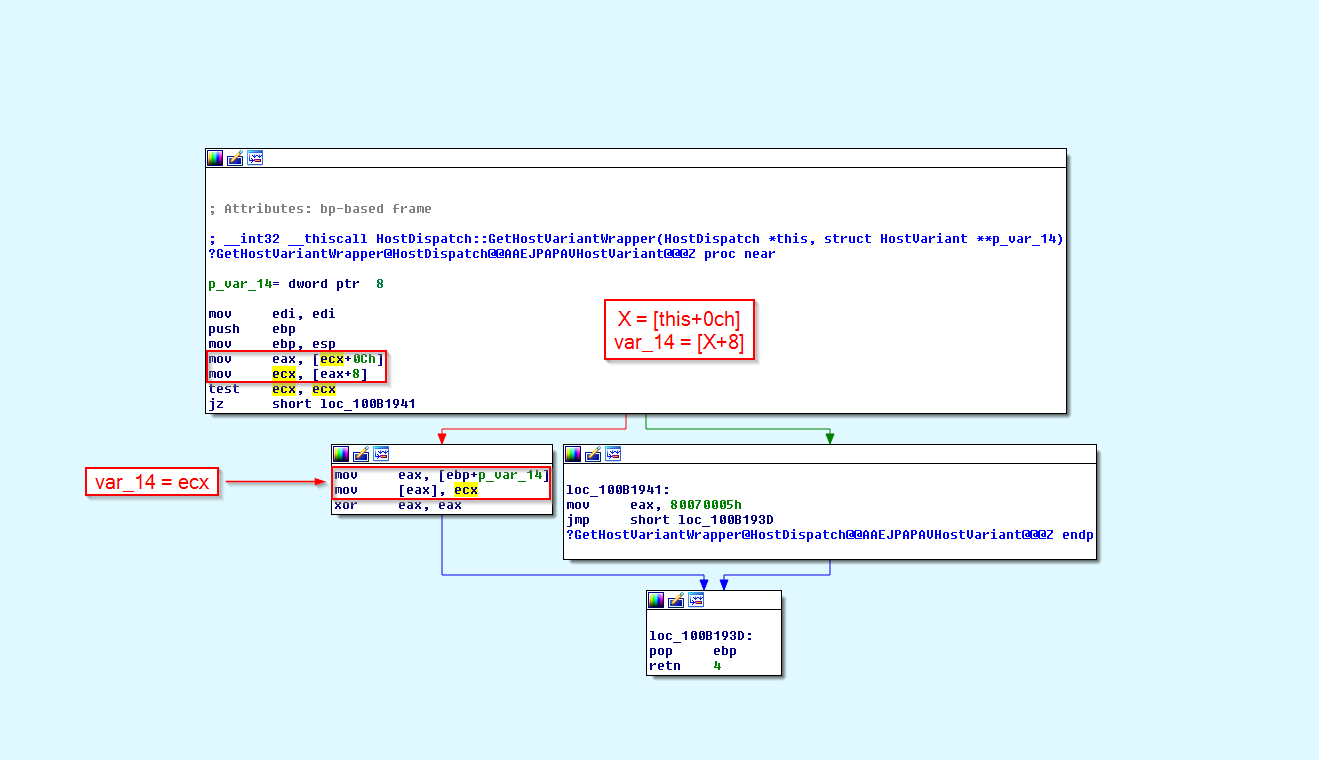 ; Attributes: bp-based frame
; __int32 __thiscall HostDispatch::GetHostVariantWrapper(HostDispatch *this, struct HostVariant **p_var_14)
?GetHostVariantWrapper@HostDispatch@@AAEJPAPAVHostVariant@@@Z proc near
p_var_14= dword ptr  8
mov     edi, edi
push    ebp
mov     ebp, esp
mov     eax, [ecx+0Ch]
mov     ecx, [eax+8]
test    ecx, ecx
jz      short loc_100B1941
X = [this+0ch]
var_14 = [X+8]
var_14 = ecx
mov     eax, [ebp+p_var_14]
mov     [eax], ecx
xor     eax, eax
loc_100B1941:
mov     eax, 80070005h
jmp     short loc_100B193D
?GetHostVariantWrapper@HostDispatch@@AAEJPAPAVHostVariant@@@Z endp
loc_100B193D:
pop     ebp
retn    4